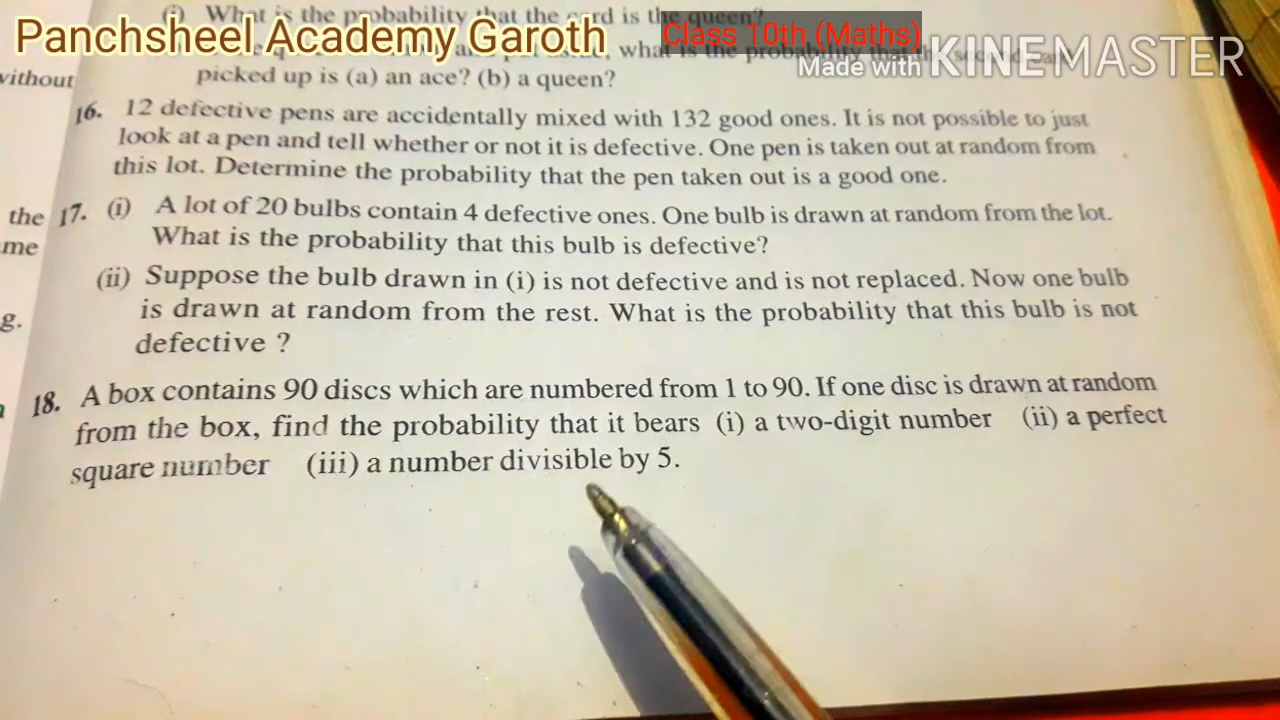 (i) What is the probability that the card is the queen?
Panchsheel Academy Garoth
Class 10th (Maths)
what is the probability that the
Made with KINEMASTER
without
picked up is (a) an ace? (b) a queen?
16. 12 defective pens are accidentally mixed with 132 good ones. It is not possible to just
look at a pen and tell whether or not it is defective. One pen is taken out at random from
this lot. Determine the probability that the pen taken out is a good one.
the
17. (i) A lot of 20 bulbs contain 4 defective ones. One bulb is drawn at random from the lot.
me
What is the probability that this bulb is defective?
(ii) Suppose the bulb drawn in (i) is not defective and is not replaced. Now one bulb
g.
is drawn at random from the rest. What is the probability that this bulb is not
defective ?
18. A box contains 90 discs which are numbered from 1 to 90. If one disc is drawn at random
from the box, find the probability that it bears (i) a two-digit number (ii) a perfect
square number (iii) a number divisible by 5.